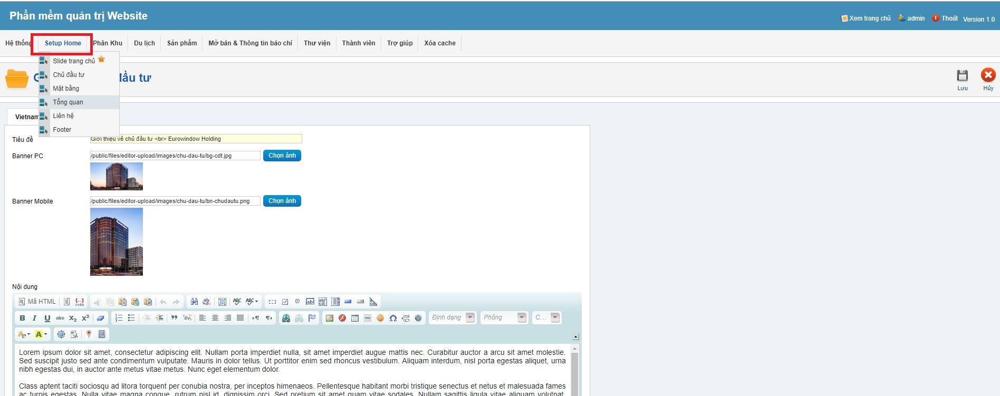 Phần mềm quản trị Website
Xem trang chủ admin Thoát Version 1.0
Hệ thống Setup Home Phân Khu Du lịch Sản phẩm Mở bán & Thông tin báo chí Thư viện Thành viên Trợ giúp Xóa cache
Slide trang chủ
Chủ đầu tư
Mặt bằng
Tổng quan
Liên hệ
Footer
đầu tư
Lưu Hủy
Vietnam
Tiêu đề Giới thiệu về chủ đầu tư <br> Eurowindow Holding
Banner PC /public/files/editor-upload/images/chu-dau-tu/bg-cdt.jpg Chọn ảnh
Banner Mobile /public/files/editor-upload/images/chu-dau-tu/bn-chudautu.png Chọn ảnh
Nội dung
Mã HTML
Định dạng Phông C...
Lorem ipsum dolor sit amet, consectetur adipiscing elit. Nullam porta imperdiet nulla, sit amet imperdiet augue mattis nec. Curabitur auctor a arcu sit amet molestie.
Sed suscipit justo sed ante condimentum vulputate. Mauris in dolor tellus. Ut porttitor enim sed rhoncus vestibulum. Aliquam interdum, nisl porta egestas aliquet, urna
nibh egestas dui, in auctor ante metus vitae metus. Nunc eget elementum dolor.
Class aptent taciti sociosqu ad litora torquent per conubia nostra, per inceptos himenaeos. Pellentesque habitant morbi tristique senectus et netus et malesuada fames
ac turpis egestas. Nulla vitae magna congue, rutrum nisl id, dignissim orci. Sed pretium sit amet quam vitae sodales. Nullam sagittis ligula vitae aliquam volutpat.